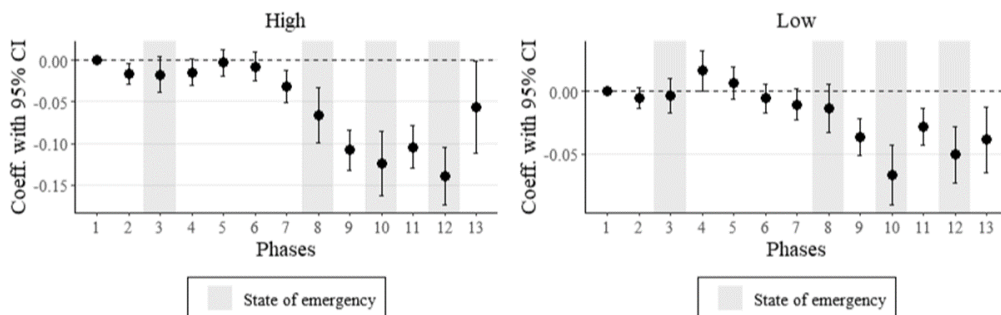 High
Coeff. with 95% CI
0.00
-0.05
-0.10
-0.15
1 2 3 4 5 6 7 8 9 10 11 12 13
Phases
State of emergency
Low
Coeff. with 95% CI
0.00
-0.05
1 2 3 4 5 6 7 8 9 10 11 12 13
Phases
State of emergency